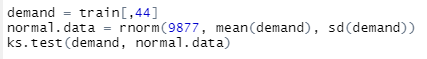 demand = train[,44]
normal.data = rnorm(9877, mean(demand), sd(demand))
ks.test(demand, normal.data)